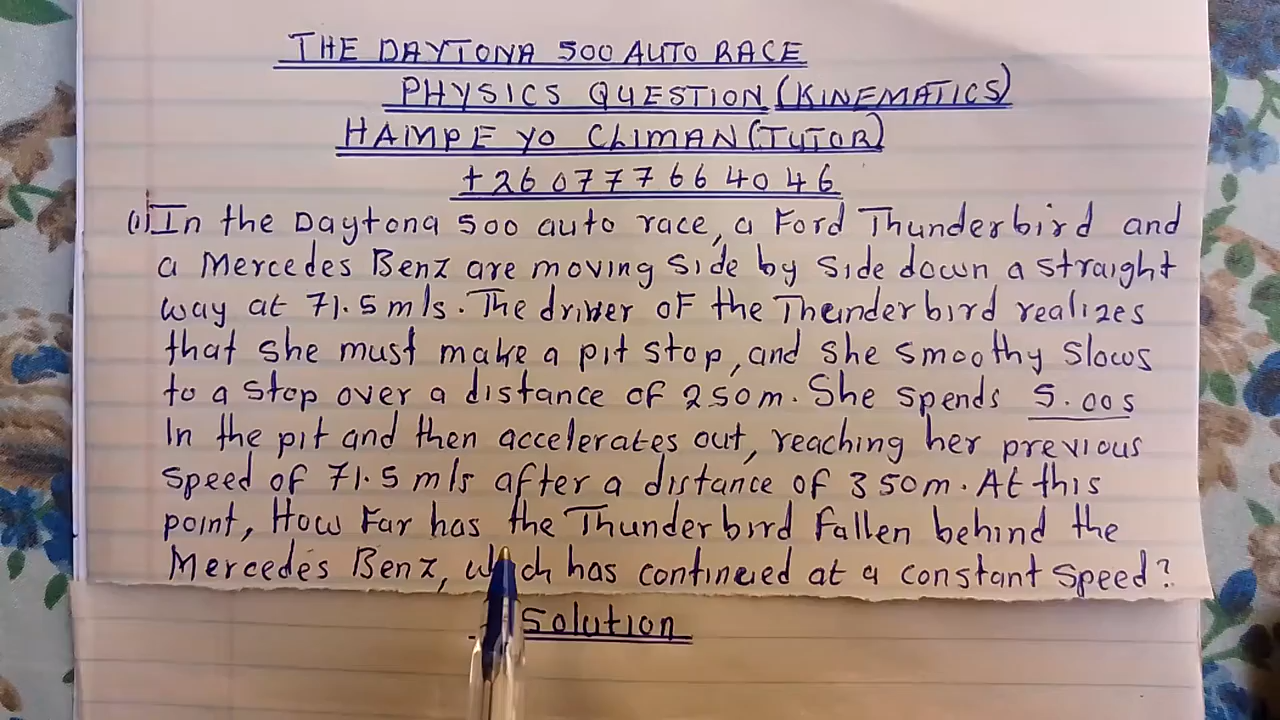 THE DAYTONA 500 AUTO RACE
PHYSICS QUESTION (KINEMATICS)
HAIMPE YO CLIMAN (TUTOR)
+260777664046
(1) In the Daytona 500 auto race, a Ford Thunderbird and
a Mercedes Benz are moving side by side down a straight
way at 71.5 m/s. The driver of the Thunderbird realizes
that she must make a pit stop, and she smoothy slows
to a stop over a distance of 250m. She spends 5.00s
In the pit and then accelerates out, reaching her previous
speed of 71.5 m/s after a distance of 350m. At this
point, How Far has the Thunderbird fallen behind the
Mercedes Benz, has continued at a constant speed?
Solution